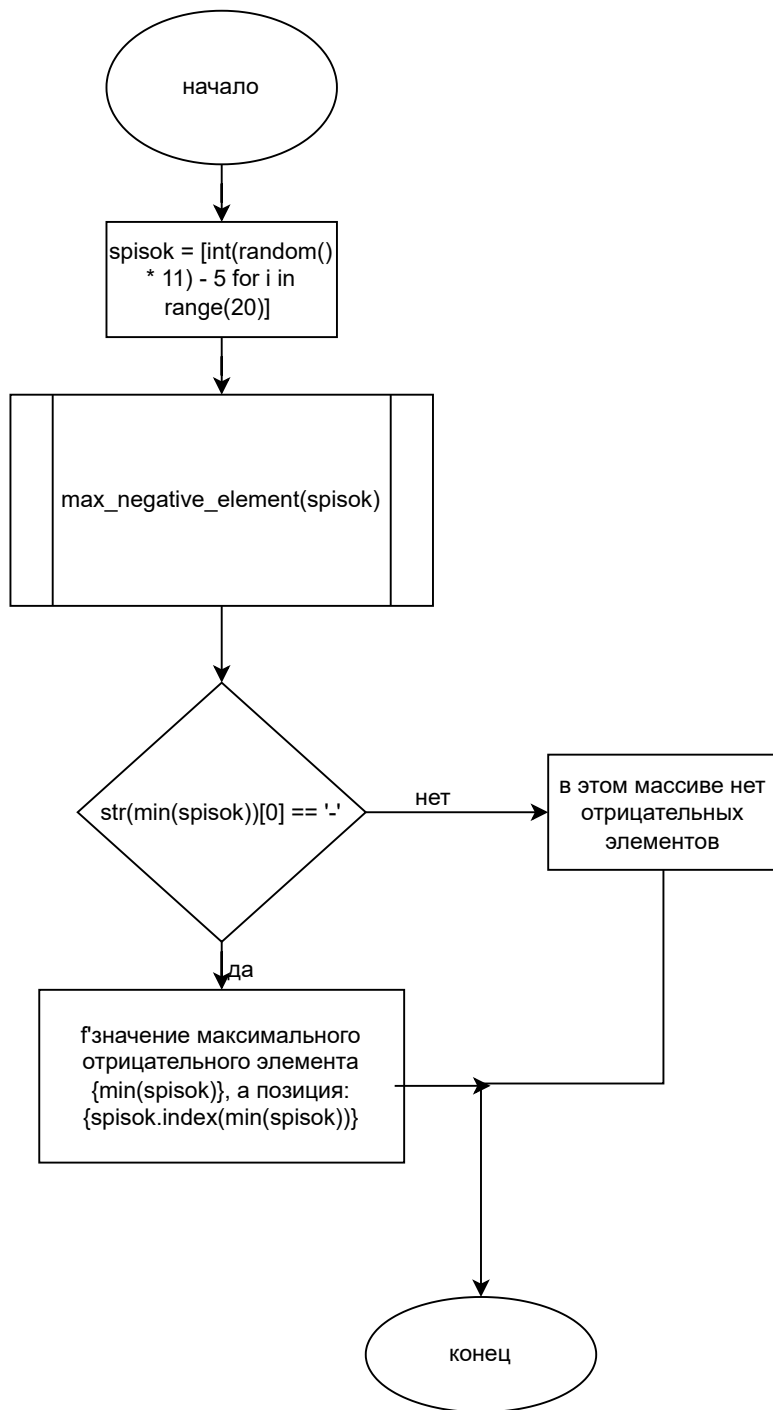 начало
spisok = [int(random()
* 11) - 5 for i in
range(20)]
max_negative_element(spisok)
str(min(spisok))[0] == '-'
нет
в этом массиве нет
отрицательных
элементов
да
f'значение максимального
отрицательного элемента
{min(spisok)}, а позиция:
{spisok.index(min(spisok))}
конец